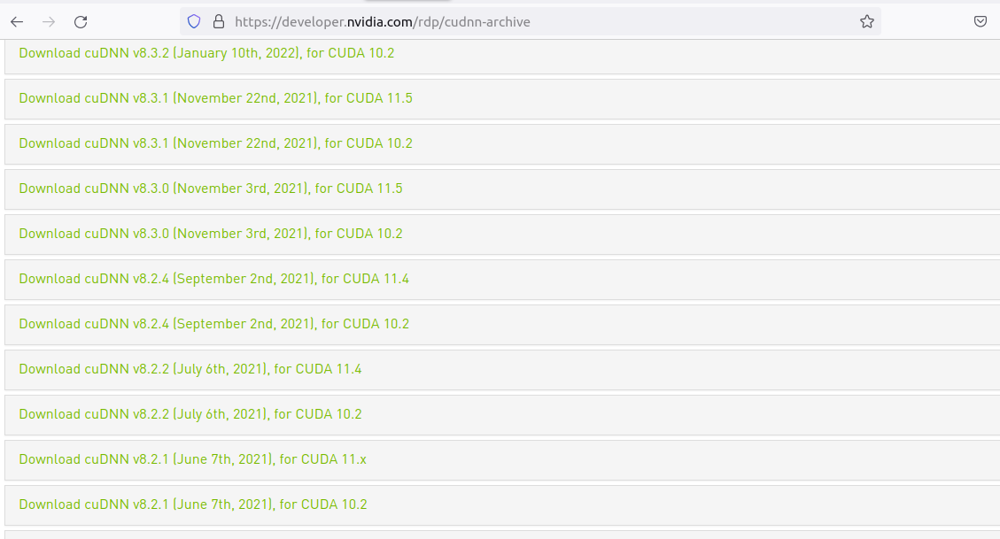 https://developer.nvidia.com/rdp/cudnn-archive
Download cuDNN v8.3.2 (January 10th, 2022), for CUDA 10.2
Download cuDNN v8.3.1 (November 22nd, 2021), for CUDA 11.5
Download cuDNN v8.3.1 (November 22nd, 2021), for CUDA 10.2
Download cuDNN v8.3.0 (November 3rd, 2021), for CUDA 11.5
Download cuDNN v8.3.0 (November 3rd, 2021), for CUDA 10.2
Download cuDNN v8.2.4 (September 2nd, 2021), for CUDA 11.4
Download cuDNN v8.2.4 (September 2nd, 2021), for CUDA 10.2
Download cuDNN v8.2.2 (July 6th, 2021), for CUDA 11.4
Download cuDNN v8.2.2 (July 6th, 2021), for CUDA 10.2
Download cuDNN v8.2.1 (June 7th, 2021), for CUDA 11.x
Download cuDNN v8.2.1 (June 7th, 2021), for CUDA 10.2